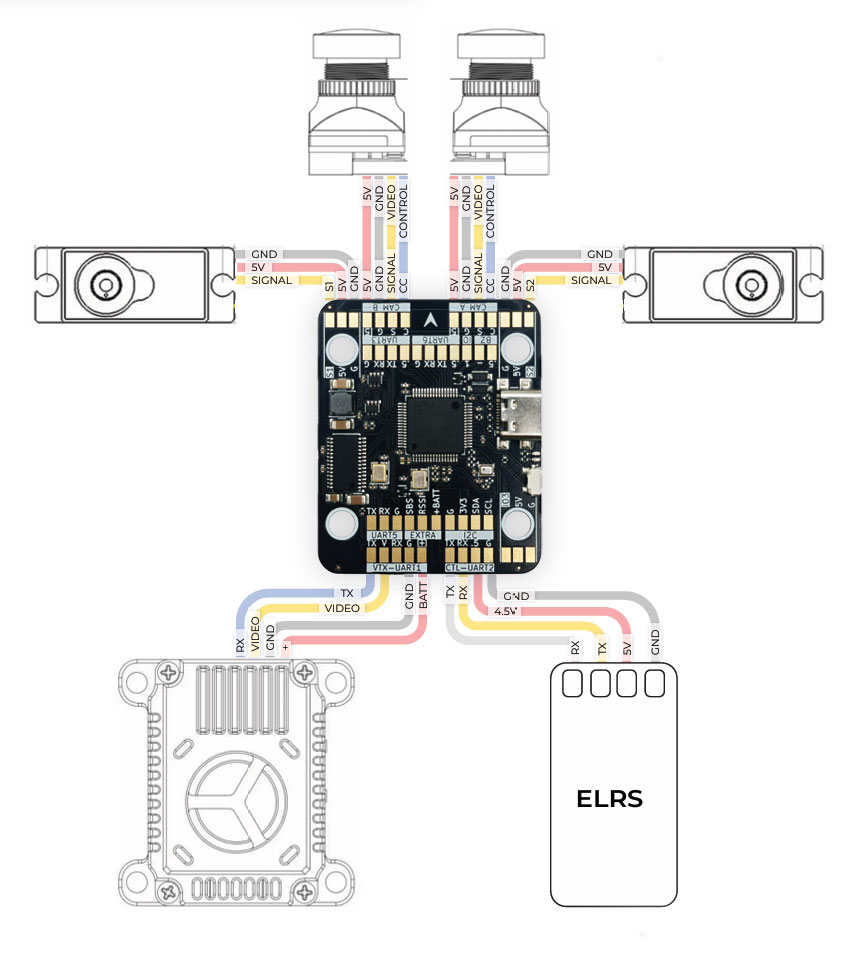 5V GND VIDEO CONTROL
5V GND VIDEO CONTROL
GND
5V
SIGNAL
GND
5V
SIGNAL
S1 5V GND 5V GND SIGNAL CC
5V GND SIGNAL CC GND 5V S2
CAM B
CAM A
UART3 UART6 BZ
G TX RX G TX RX G
S1 5V G
G 5V S2
TX RX G SBS RSSI +BATT G 3V3 SDA SCL
5V G
UART5 EXTRA I2C
TX V RX G + TX RX .5 G
VTX-UART1 CTL-UART2
TX
VIDEO
GND BATT
TX RX
GND
4.5V
RX VIDEO GND +
RX TX 5V GND
ELRS